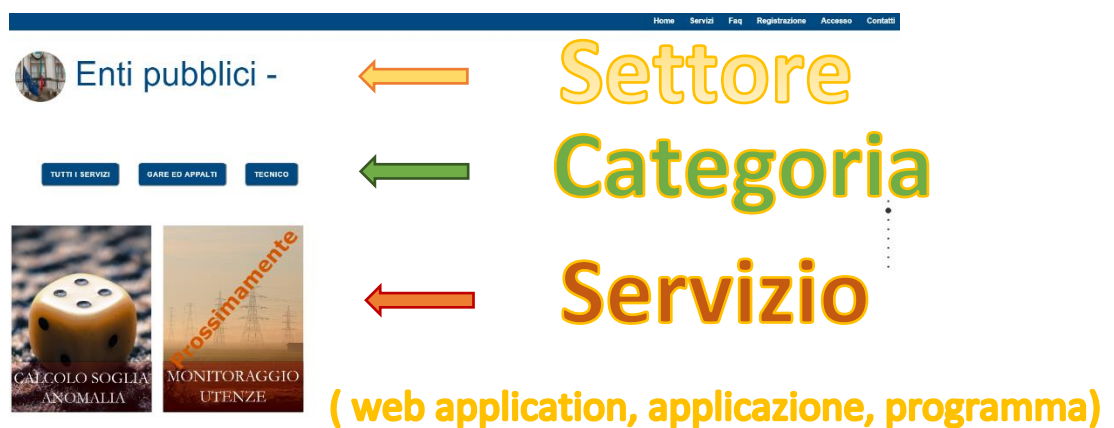 Home Servizi Faq Registrazione Accesso Contatti
Enti pubblici -
Settore
TUTTI I SERVIZI GARE ED APPALTI TECNICO
Categoria
Prossimamente
CALCOLO SOGLIA
ANOMALIA
MONITORAGGIO
UTENZE
Servizio
( web application, applicazione, programma)